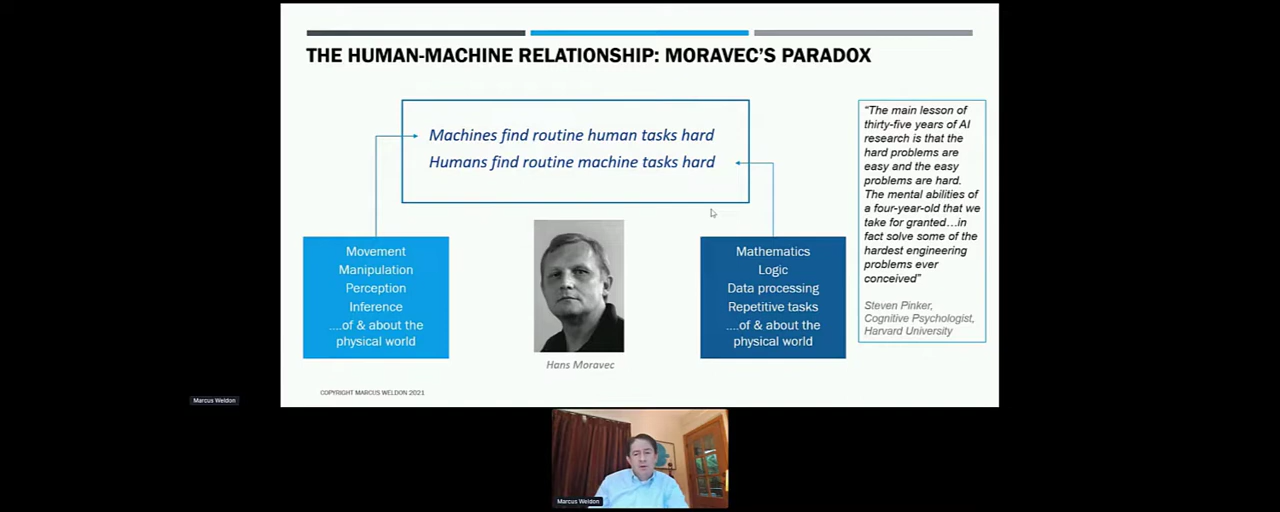 THE HUMAN-MACHINE RELATIONSHIP: MORAVEC'S PARADOX
Machines find routine human tasks hard
Humans find routine machine tasks hard
Movement
Manipulation
Perception
Inference
....of & about the
physical world
Hans Moravec
Mathematics
Logic
Data processing
Repetitive tasks
....of & about the
physical world
“The main lesson of
thirty-five years of AI
research is that the
hard problems are
easy and the easy
problems are hard.
The mental abilities of
a four-year-old that we
take for granted…in
fact solve some of the
hardest engineering
problems ever
conceived”
Steven Pinker,
Cognitive Psychologist,
Harvard University
COPYRIGHT MARCUS WELDON 2021
Marcus Weldon
Marcus Weldon